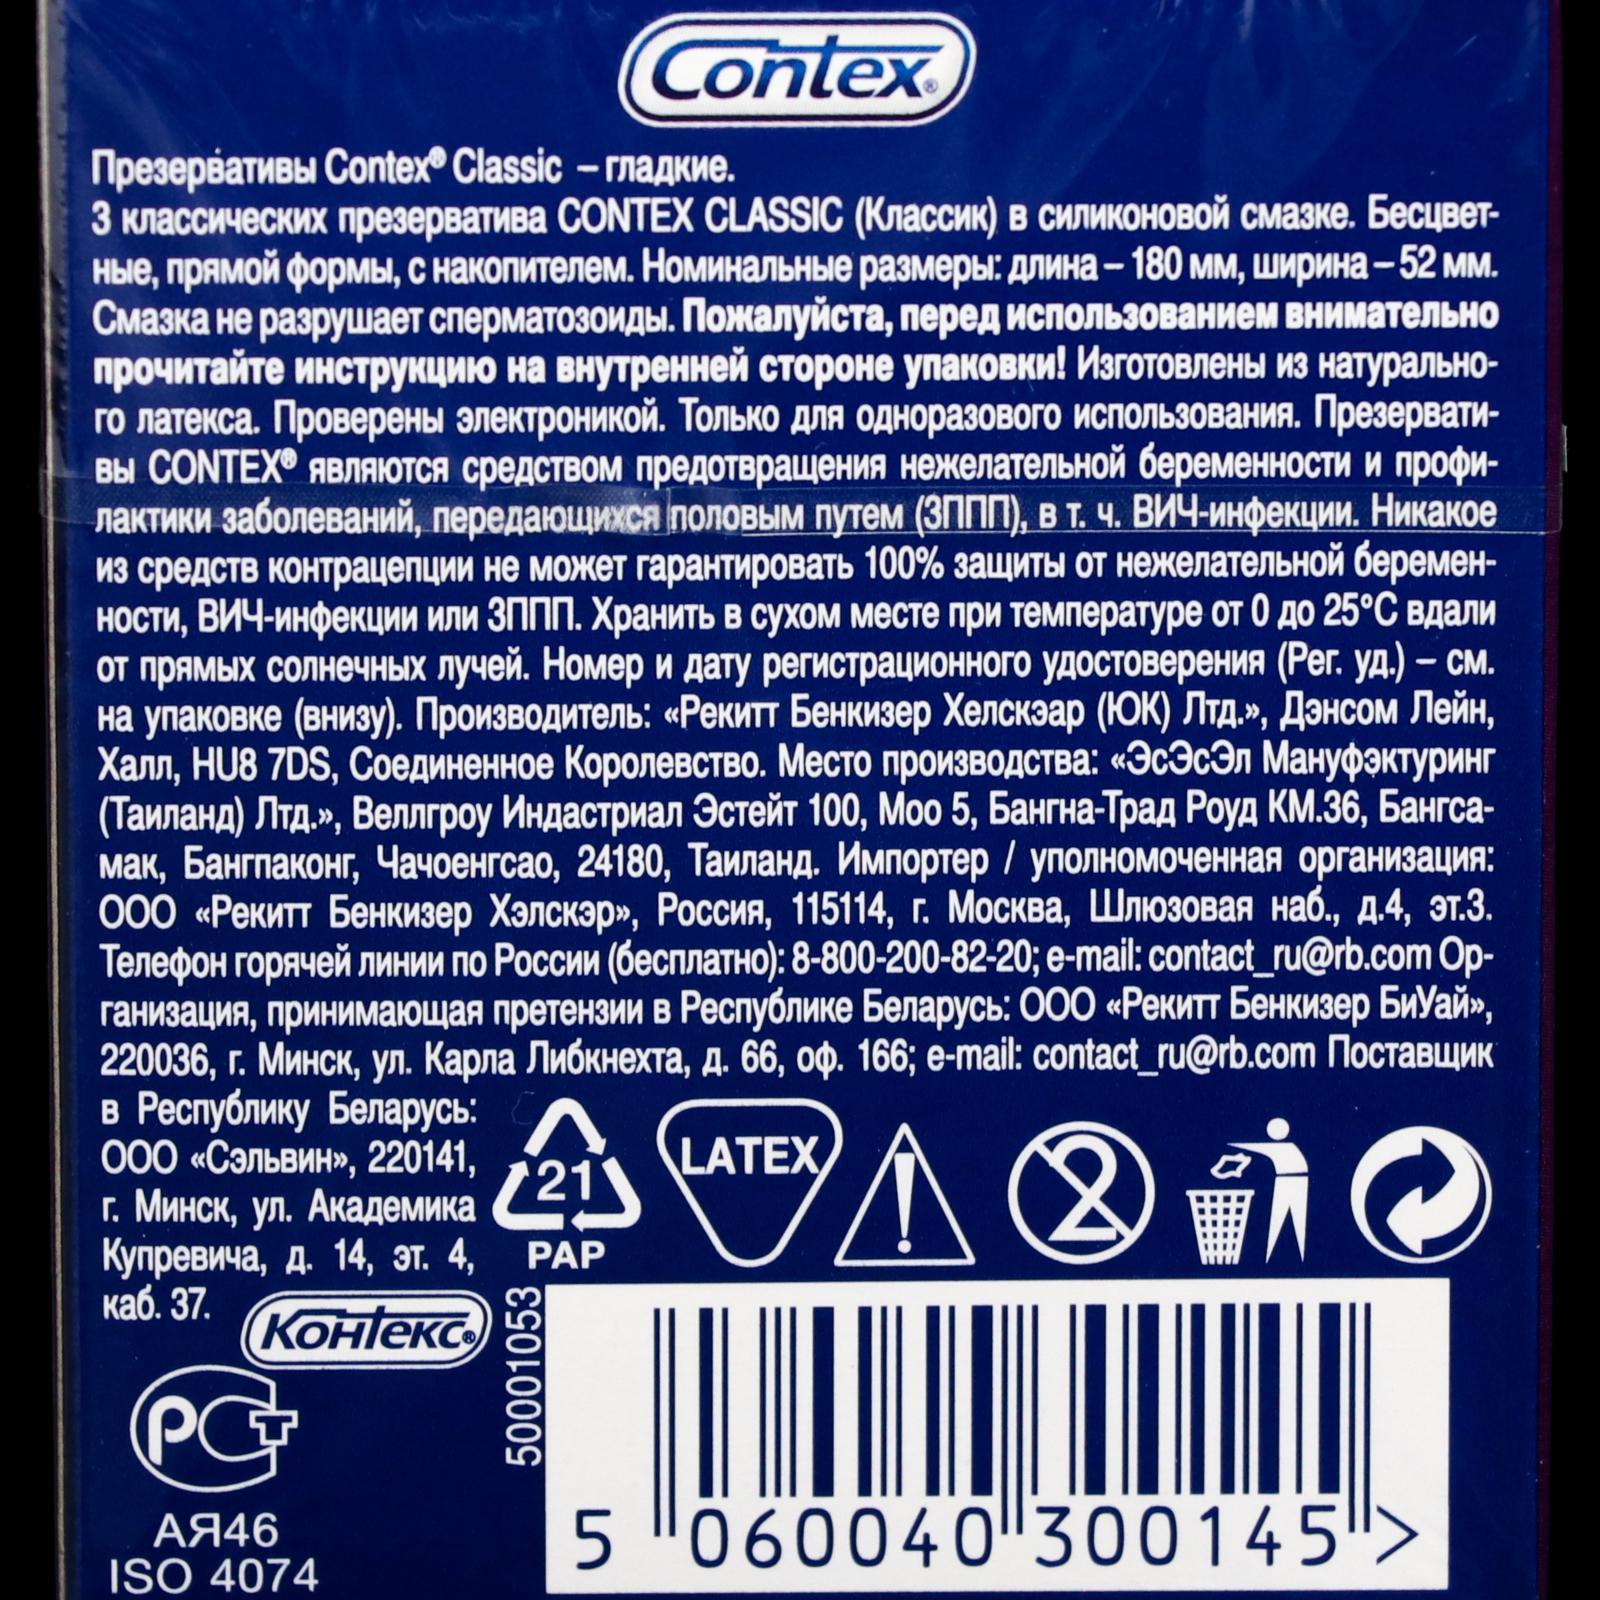 Contex®
Презервативы Contex® Classic – гладкие.
3 классических презерватива CONTEX CLASSIC (Классик) в силиконовой смазке. Бесцвет-
ные, прямой формы, с накопителем. Номинальные размеры: длина – 180 мм, ширина – 52 мм.
Смазка не разрушает сперматозоиды. Пожалуйста, перед использованием внимательно
прочитайте инструкцию на внутренней стороне упаковки! Изготовлены из натурально-
го латекса. Проверены электроникой. Только для одноразового использования. Презервати-
вы CONTEX® являются средством предотвращения нежелательной беременности и профи-
лактики заболеваний, передающихся половым путем (ЗППП), в т. ч. ВИЧ-инфекции. Никакое
из средств контрацепции не может гарантировать 100% защиты от нежелательной беремен-
ности, ВИЧ-инфекции или ЗППП. Хранить в сухом месте при температуре от 0 до 25°C вдали
от прямых солнечных лучей. Номер и дату регистрационного удостоверения (Рег. уд.) – см.
на упаковке (внизу). Производитель: «Рекитт Бенкизер Хелскэар (ЮК) Лтд.», Дэнсом Лейн,
Халл, HU8 7DS, Соединенное Королевство. Место производства: «ЭсЭсЭл Мануфэктуринг
(Таиланд) Лтд.», Веллгроу Индастриал Эстейт 100, Моо 5, Бангна-Трад Роуд КМ.36, Бангса-
мак, Бангпаконг, Чачоенгсао, 24180, Таиланд. Импортер / уполномоченная организация:
ООО «Рекитт Бенкизер Хэлскэр», Россия, 115114, г. Москва, Шлюзовая наб., д.4, эт.3.
Телефон горячей линии по России (бесплатно): 8-800-200-82-20; e-mail: contact_ru@rb.com Ор-
ганизация, принимающая претензии в Республике Беларусь: ООО «Рекитт Бенкизер БиУай»,
220036, г. Минск, ул. Карла Либкнехта, д. 66, оф. 166; e-mail: contact_ru@rb.com Поставщик
в Республику Беларусь:
ООО «Сэльвин», 220141,
г. Минск, ул. Академика
Купревича, д. 14, эт. 4,
каб. 37.
21
PAP
LATEX
2
Контекс®
50001053
РСТ
АЯ46
ISO 4074
5 060040 300145 >